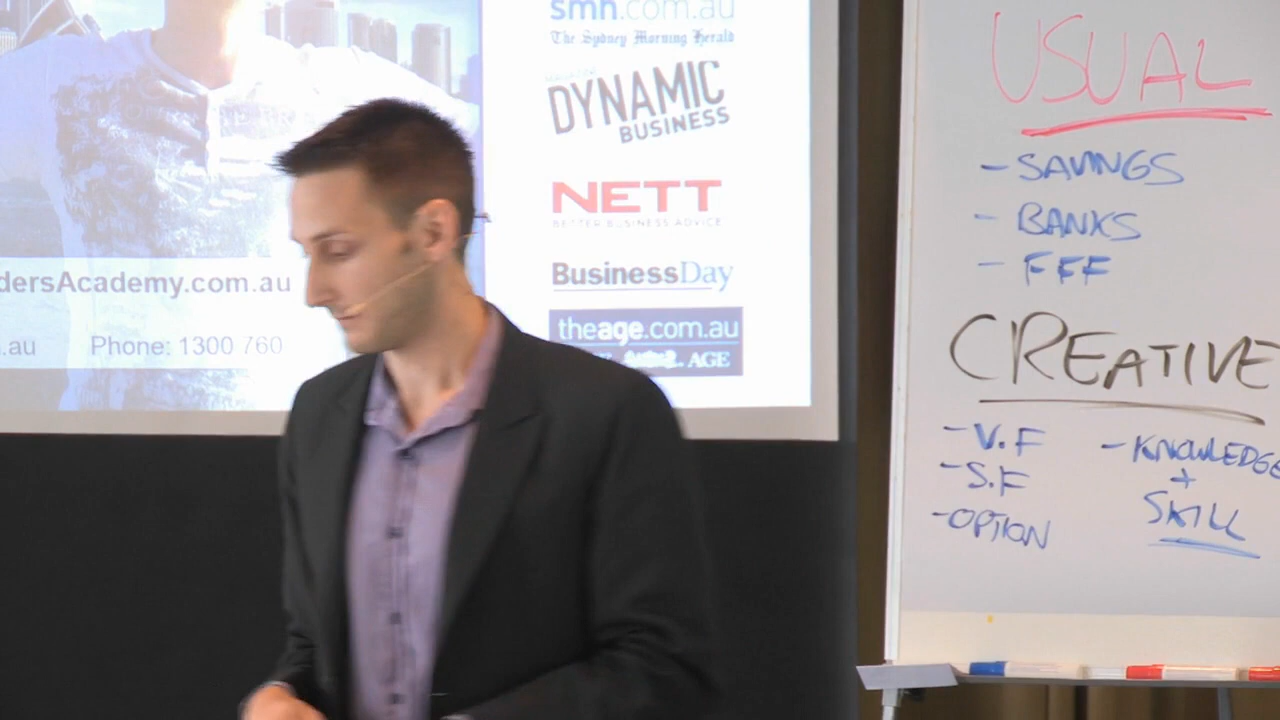 smh.com.au
The Sydney Morning Herald
DYNAMIC
BUSINESS
NETT
BETTER BUSINESS ADVICE
BusinessDay
theage.com.au
AGE
dersAcademy.com.au
.au Phone: 1300 760
USUAL
- SAVINGS
- BANKS
- FFF
CREATIVE
- V.F
- S.F
- OPTION
- KNOWLEDGE
+
SKILL